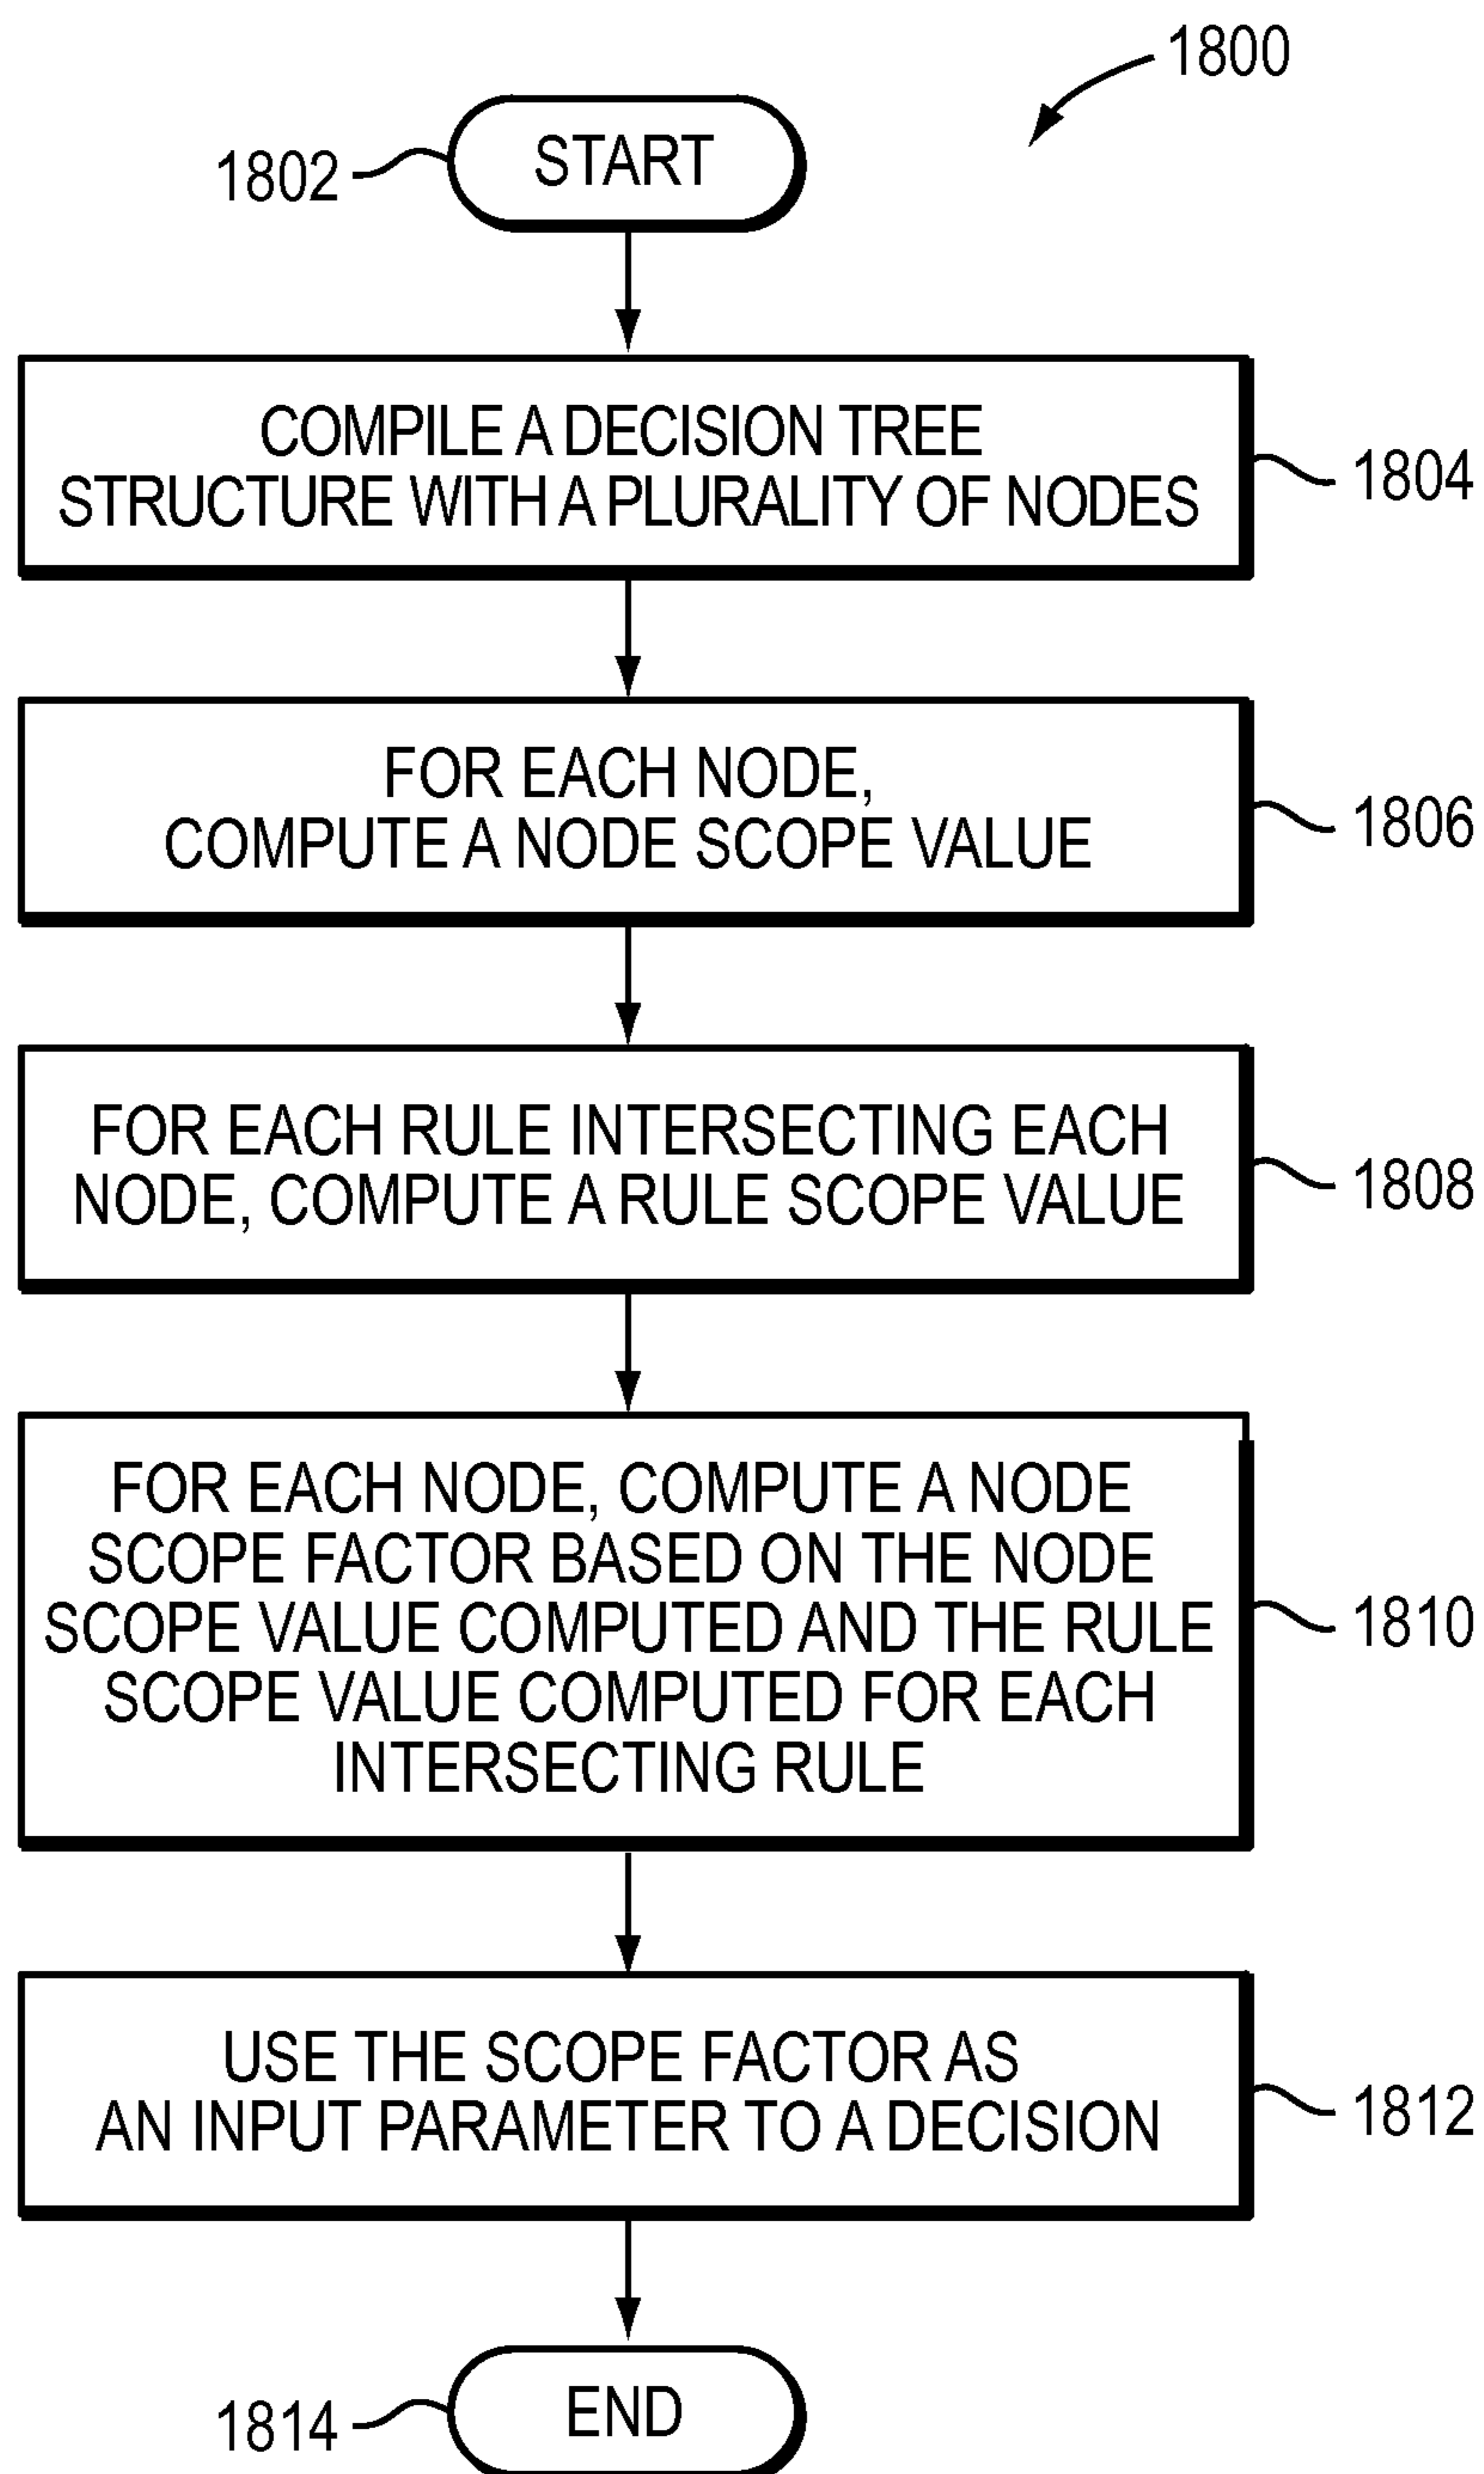 1800
1802
START
COMPILE A DECISION TREE
STRUCTURE WITH A PLURALITY OF NODES
1804
FOR EACH NODE,
COMPUTE A NODE SCOPE VALUE
1806
FOR EACH RULE INTERSECTING EACH
NODE, COMPUTE A RULE SCOPE VALUE
1808
FOR EACH NODE, COMPUTE A NODE
SCOPE FACTOR BASED ON THE NODE
SCOPE VALUE COMPUTED AND THE RULE
SCOPE VALUE COMPUTED FOR EACH
INTERSECTING RULE
1810
USE THE SCOPE FACTOR AS
AN INPUT PARAMETER TO A DECISION
1812
END
1814